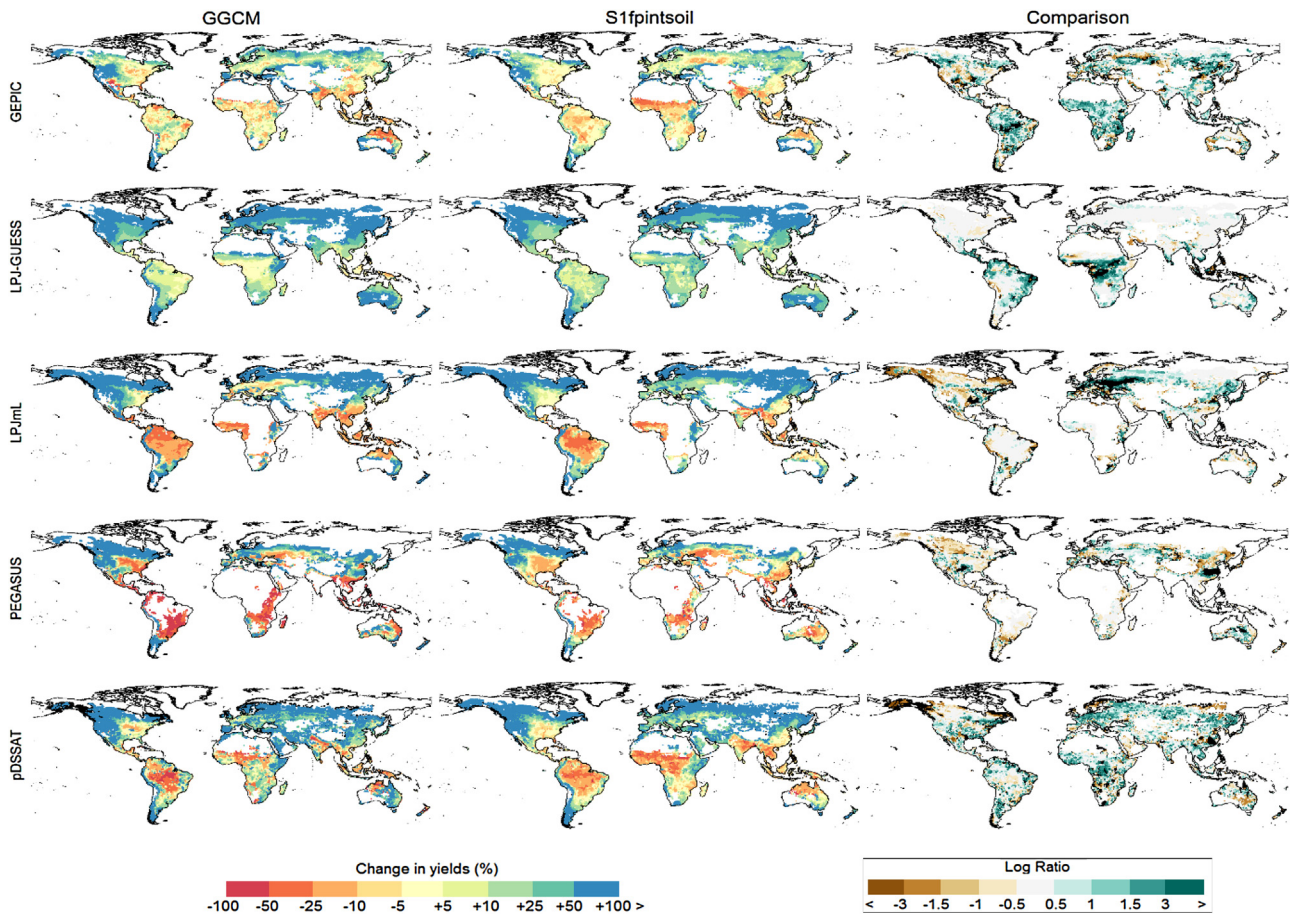 GGCM S1fpintsoil Comparison
GEPIC
LPJ-GUESS
LPJmL
PEGASUS
pDSSAT
Change in yields (%)
-100 -50 -25 -10 -5 +5 +10 +25 +50 +100 >
Log Ratio
< -3 -1.5 -1 -0.5 0.5 1 1.5 3 >